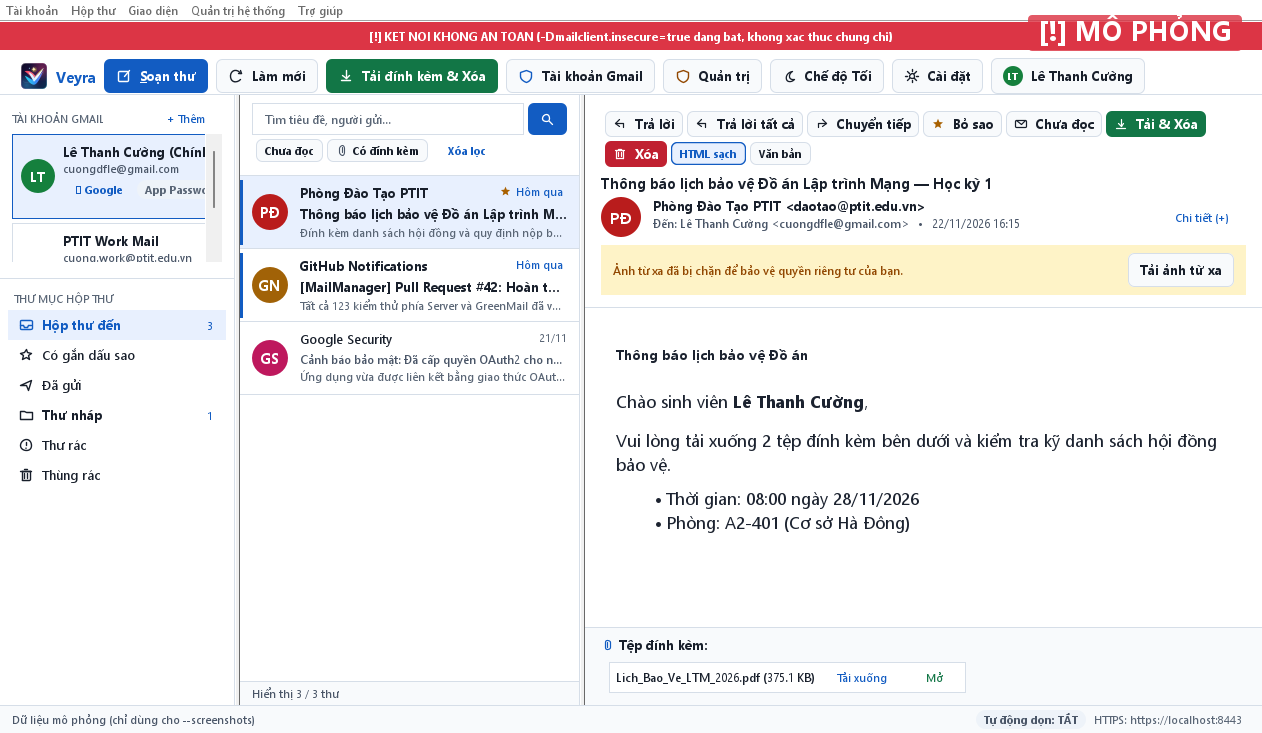 Tài khoản Hộp thư Giao diện Quản trị hệ thống Trợ giúp
[!] KET NOI KHONG AN TOAN (-Dmailclient.insecure=true dang bat, khong xac thuc chung chi)
[!] MÔ PHỎNG
Veyra
Soạn thư
Làm mới
Tải đính kèm & Xóa
Tài khoản Gmail
Quản trị
Chế độ Tối
Cài đặt
LT Lê Thanh Cường
TÀI KHOẢN GMAIL + Thêm
LT
Lê Thanh Cường (Chính
cuongdfle@gmail.com
Google App Passwo
PTIT Work Mail
cuong.work@ptit.edu.vn
THƯ MỤC HỘP THƯ
Hộp thư đến 3
Có gắn dấu sao
Đã gửi
Thư nháp 1
Thư rác
Thùng rác
Tìm tiêu đề, người gửi...
Chưa đọc Có đính kèm Xóa lọc
PĐ
Phòng Đào Tạo PTIT ★ Hôm qua
Thông báo lịch bảo vệ Đồ án Lập trình M...
Đính kèm danh sách hội đồng và quy định nộp b...
GN
GitHub Notifications Hôm qua
[MailManager] Pull Request #42: Hoàn t...
Tất cả 123 kiểm thử phía Server và GreenMail đã v...
GS
Google Security 21/11
Cảnh báo bảo mật: Đã cấp quyền OAuth2 cho n...
Ứng dụng vừa được liên kết bằng giao thức OAut...
Hiển thị 3 / 3 thư
Trả lời Trả lời tất cả Chuyển tiếp ★ Bỏ sao Chưa đọc Tải & Xóa
Xóa HTML sạch Văn bản
Thông báo lịch bảo vệ Đồ án Lập trình Mạng — Học kỳ 1
PĐ
Phòng Đào Tạo PTIT <daotao@ptit.edu.vn>
Đến: Lê Thanh Cường <cuongdfle@gmail.com> • 22/11/2026 16:15
Chi tiết (+)
Ảnh từ xa đã bị chặn để bảo vệ quyền riêng tư của bạn.
Tải ảnh từ xa
Thông báo lịch bảo vệ Đồ án
Chào sinh viên Lê Thanh Cường,
Vui lòng tải xuống 2 tệp đính kèm bên dưới và kiểm tra kỹ danh sách hội đồng
bảo vệ.
• Thời gian: 08:00 ngày 28/11/2026
• Phòng: A2-401 (Cơ sở Hà Đông)
Tệp đính kèm:
Lich_Bao_Ve_LTM_2026.pdf (375.1 KB) Tải xuống Mở
Dữ liệu mô phỏng (chỉ dùng cho --screenshots)
Tự động dọn: TẮT
HTTPS: https://localhost:8443